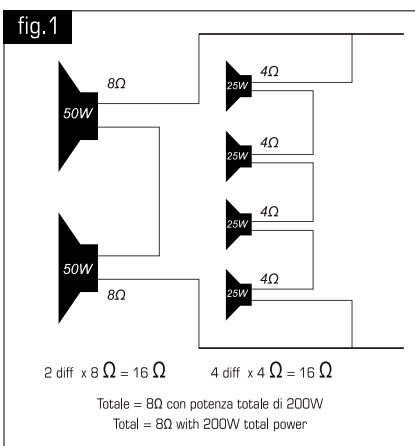 fig.1
8Ω
50W
50W
8Ω
4Ω
25W
4Ω
25W
4Ω
25W
4Ω
25W
2 diff x 8 Ω = 16 Ω
4 diff x 4 Ω = 16 Ω
Totale = 8Ω con potenza totale di 200W
Total = 8Ω with 200W total power